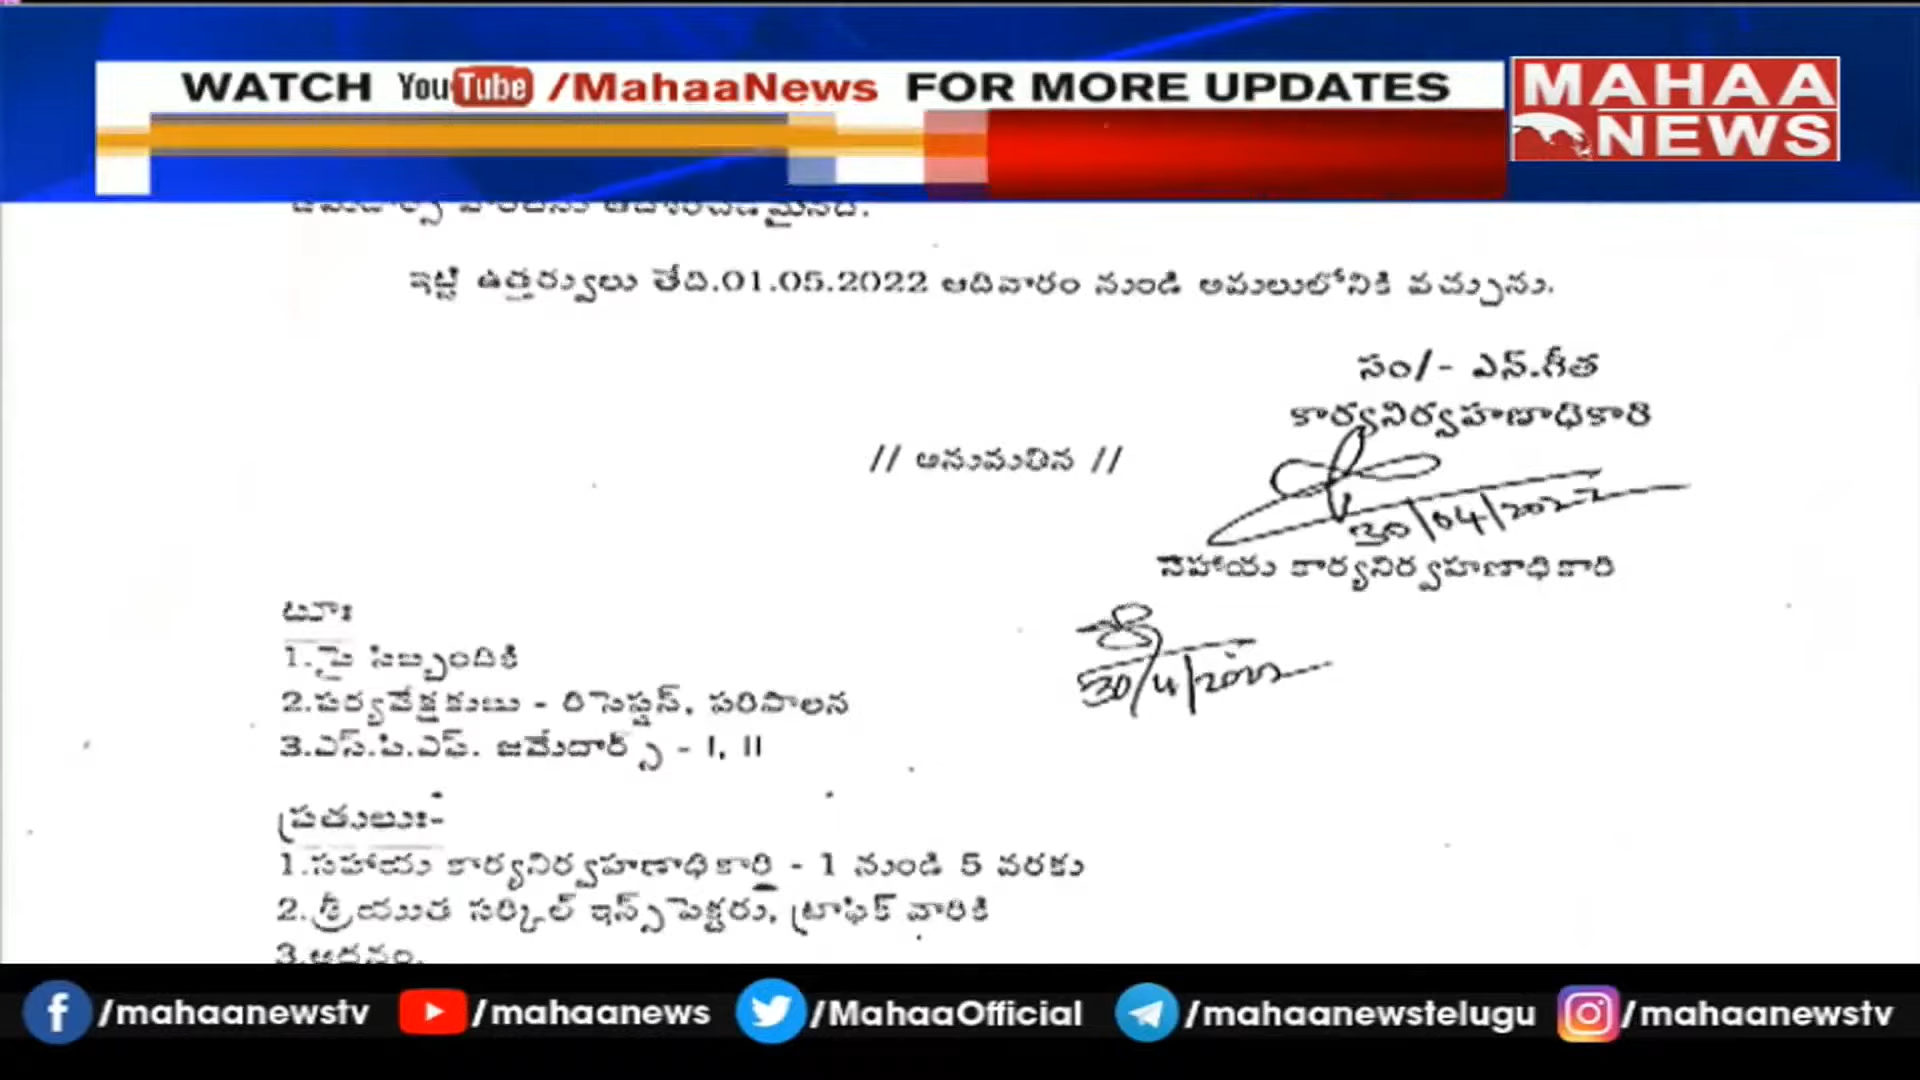 WATCH YouTube /MahaaNews FOR MORE UPDATES
MAHAA
NEWS
ఇట్టి ఉత్తర్వులు తేది.01.05.2022 ఆదివారం నుండి అమలులోనికి వచ్చును.
సం/- ఎన్.గీత
కార్యనిర్వహణాధికారి
// అనుమతిన //
30/04/2022
సహాయ కార్యనిర్వహణాధికారి
30/4/2022
టూః
1.పై సిబ్బందికి
2.పర్యవేక్షకులు - రిసెప్షన్, పరిపాలన
3.ఎస్.పి.ఎఫ్. జమేదార్స్ - I, II
ప్రతులుః-
1.సహాయ కార్యనిర్వహణాధికారి - 1 నుండి 5 వరకు
2.శ్రీయుత సర్కిల్ ఇన్స్పెక్టరు, ట్రాఫిక్ వారికి
3.ఆదనం.
/mahaanewstv /mahaanews /MahaaOfficial /mahaanewstelugu /mahaanewstv